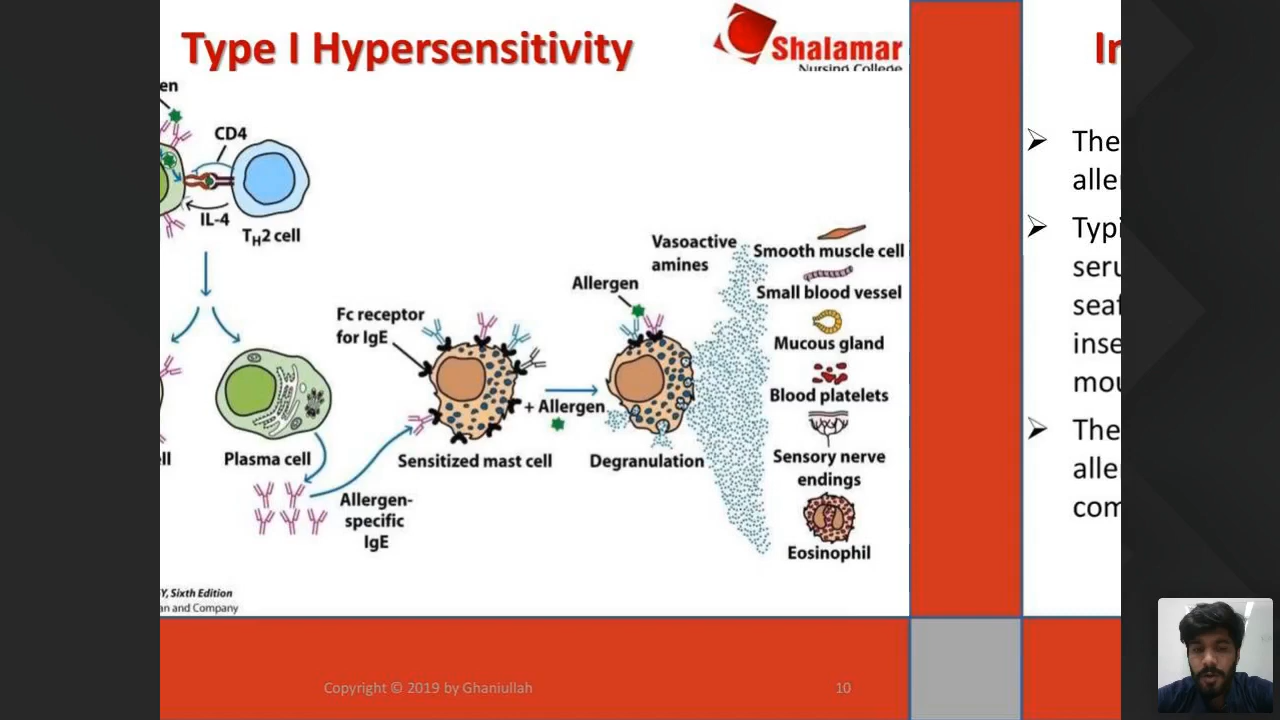 Type I Hypersensitivity
Shalamar
Nursing College
en
CD4
IL-4
TH2 cell
Vasoactive
amines
Smooth muscle cell
Allergen
Small blood vessel
Fc receptor
for IgE
Mucous gland
+ Allergen
Blood platelets
ll
Plasma cell
Sensitized mast cell
Degranulation
Sensory nerve
endings
Allergen-
specific
IgE
Eosinophil
Y, Sixth Edition
an and Company
Copyright © 2019 by Ghaniullah
10
The
alle
Typi
seru
seaf
inse
mou
The
alle
com